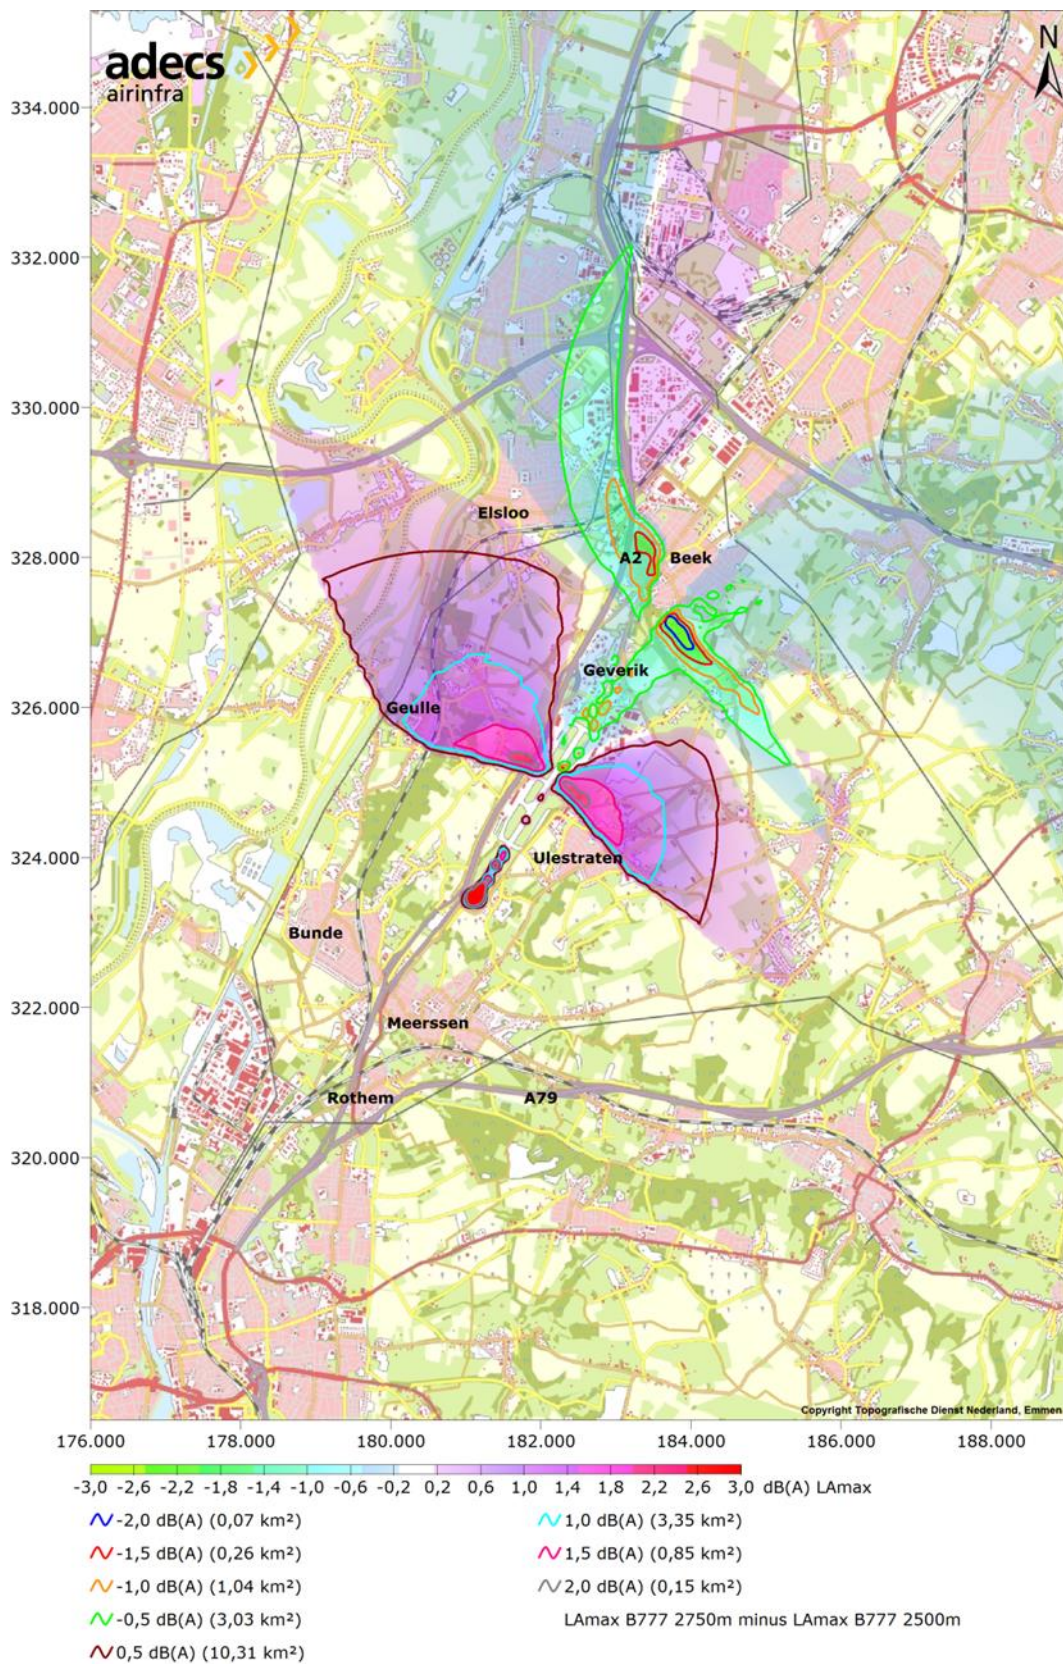 adecs
airinfra
N
334.000
332.000
330.000
328.000
326.000
324.000
322.000
320.000
318.000
Elsloo
A2
Beek
Geverik
Geulle
Ulestraten
Bunde
Meerssen
Rothem
A79
Copyright Topografische Dienst Nederland, Emmen
176.000 178.000 180.000 182.000 184.000 186.000 188.000
-3,0 -2,6 -2,2 -1,8 -1,4 -1,0 -0,6 -0,2 0,2 0,6 1,0 1,4 1,8 2,2 2,6 3,0 dB(A) LAmax
-2,0 dB(A) (0,07 km²)
-1,5 dB(A) (0,26 km²)
-1,0 dB(A) (1,04 km²)
-0,5 dB(A) (3,03 km²)
0,5 dB(A) (10,31 km²)
1,0 dB(A) (3,35 km²)
1,5 dB(A) (0,85 km²)
2,0 dB(A) (0,15 km²)
LAmax B777 2750m minus LAmax B777 2500m